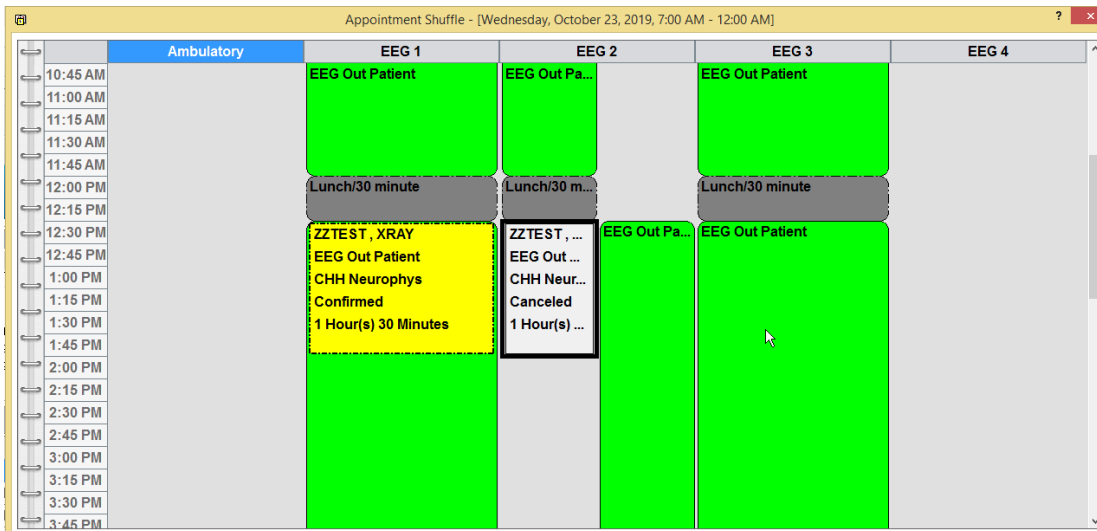 Appointment Shuffle - [Wednesday, October 23, 2019, 7:00 AM - 12:00 AM]
?
Ambulatory EEG 1 EEG 2 EEG 3 EEG 4
10:45 AM EEG Out Patient EEG Out Pa... EEG Out Patient
11:00 AM
11:15 AM
11:30 AM
11:45 AM
12:00 PM Lunch/30 minute Lunch/30 m... Lunch/30 minute
12:15 PM
12:30 PM ZZTEST , XRAY ZZTEST , ... EEG Out Pa... EEG Out Patient
12:45 PM EEG Out Patient EEG Out ...
1:00 PM CHH Neurophys CHH Neur...
1:15 PM Confirmed Canceled
1:30 PM 1 Hour(s) 30 Minutes 1 Hour(s) ...
1:45 PM
2:00 PM
2:15 PM
2:30 PM
2:45 PM
3:00 PM
3:15 PM
3:30 PM
3:45 PM